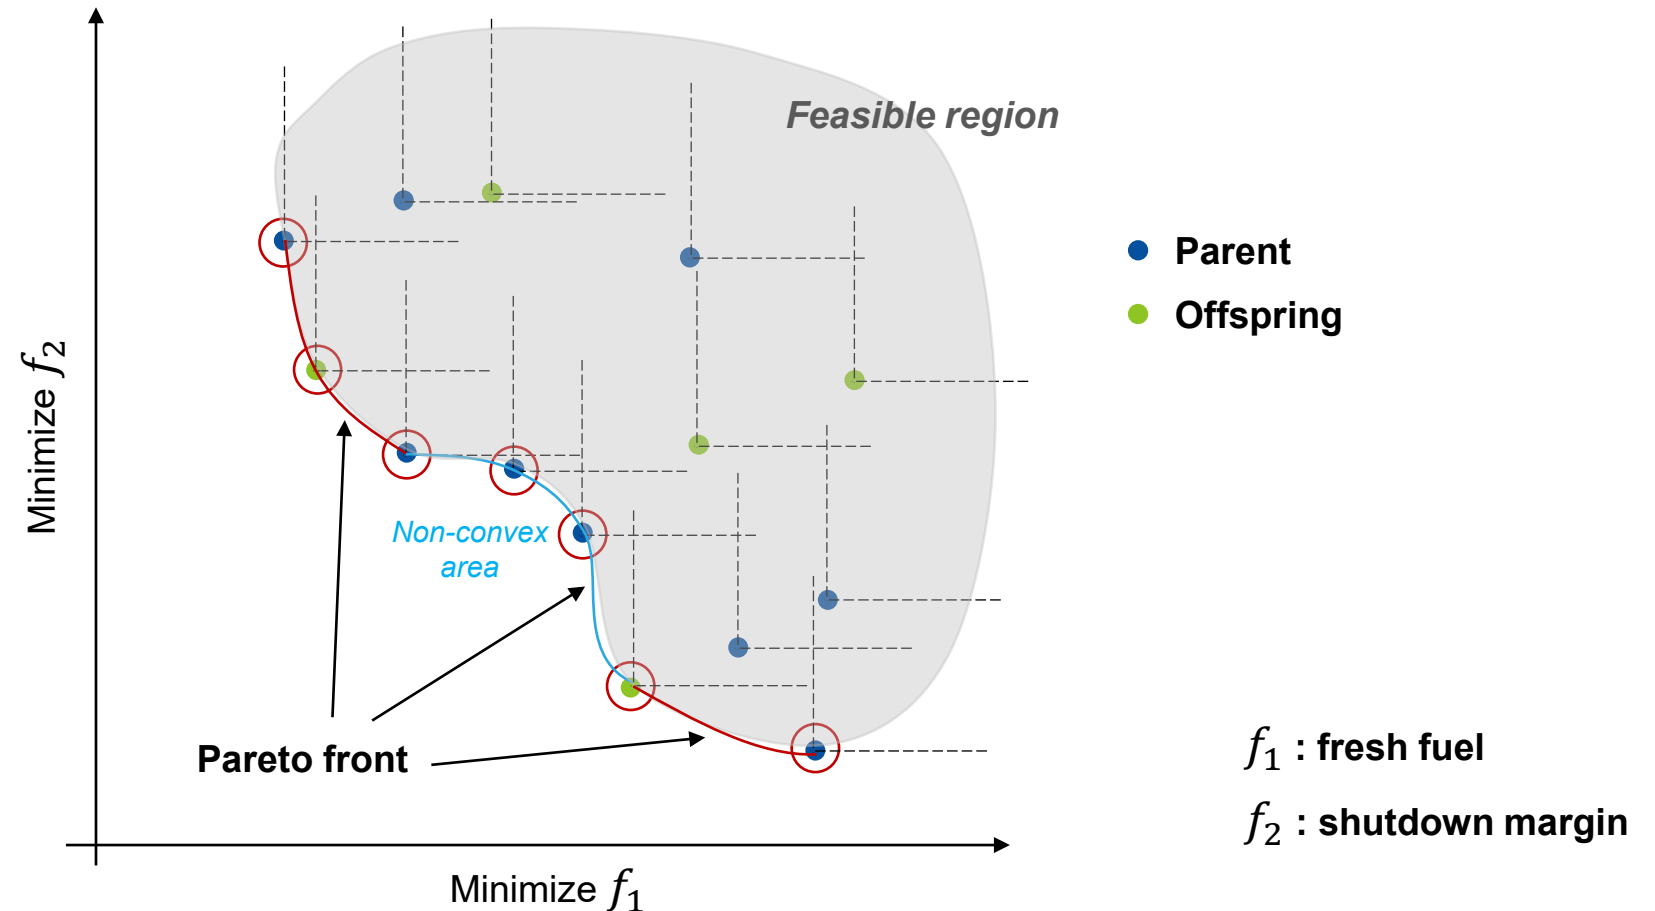 Feasible region
Parent
Offspring
Minimize f₂
Non-convex
area
Pareto front
f₁ : fresh fuel
f₂ : shutdown margin
Minimize f₁